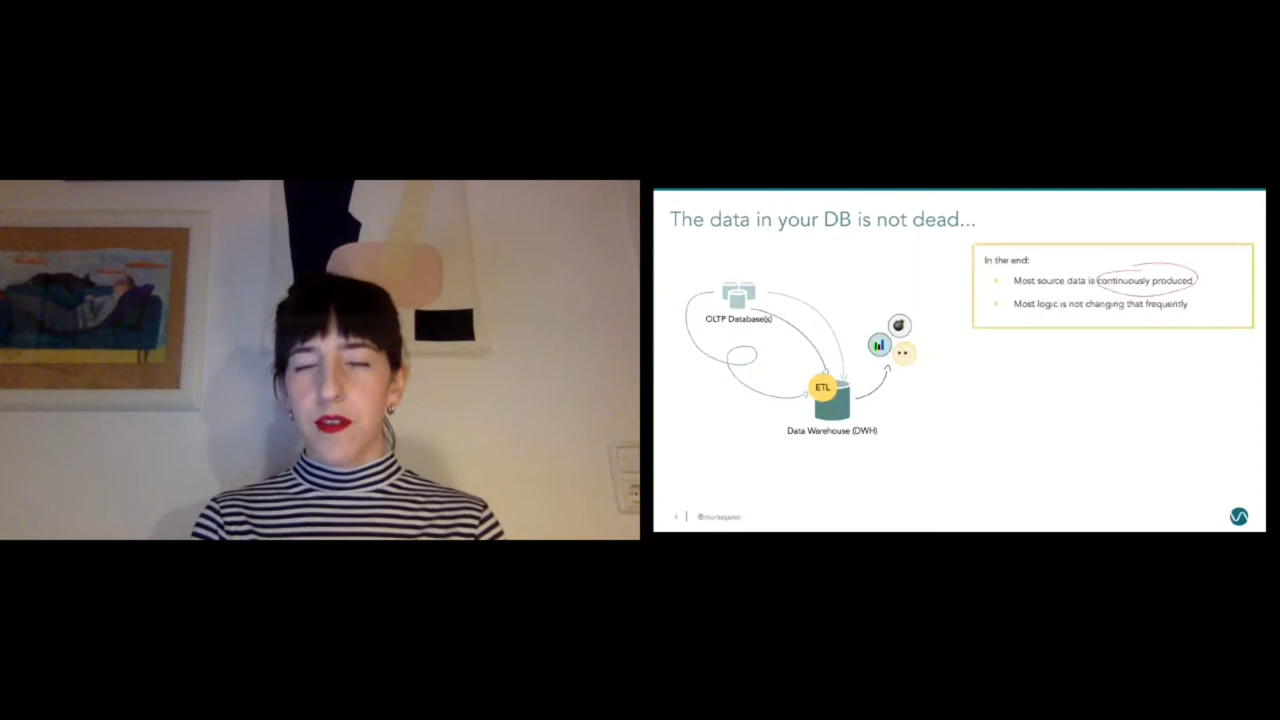 The data in your DB is not dead...
In the end:
Most source data is continuously produced
Most logic is not changing that frequently
OLTP Database(s)
ETL
Data Warehouse (DWH)